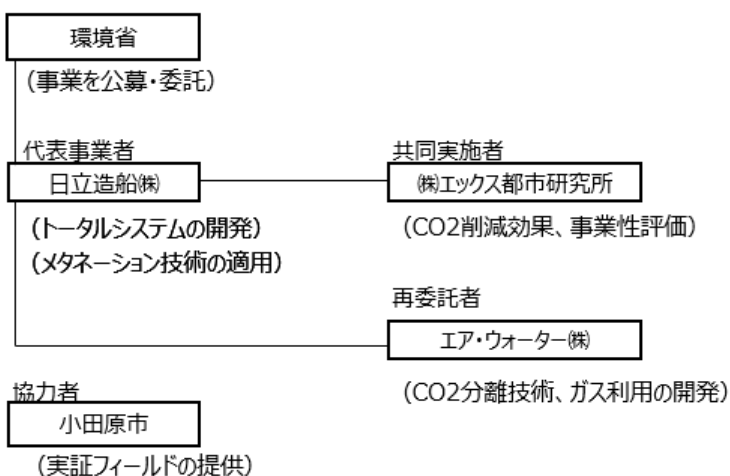 環境省
（事業を公募・委託）
代表事業者
日立造船㈱
（トータルシステムの開発）
（メタネーション技術の適用）
共同実施者
㈱エックス都市研究所
（CO2削減効果、事業性評価）
再委託者
エア・ウォーター㈱
（CO2分離技術、ガス利用の開発）
協力者
小田原市
（実証フィールドの提供）